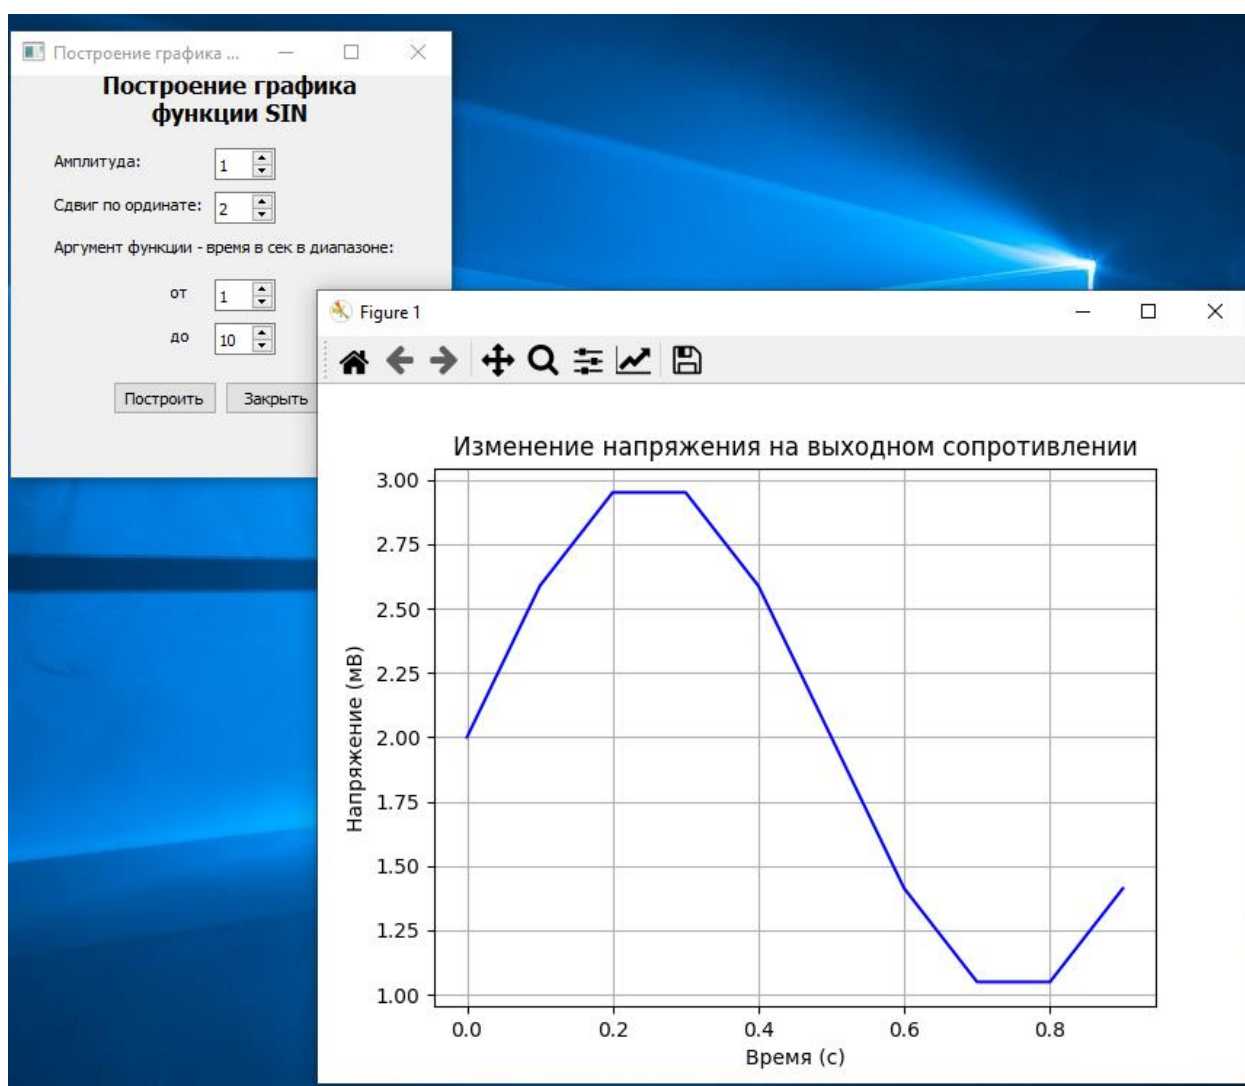 Построение графика ...
Построение графика
функции SIN
Амплитуда:
1
Сдвиг по ординате:
2
Аргумент функции - время в сек в диапазоне:
от
1
до
10
Построить
Закрыть
Figure 1
Изменение напряжения на выходном сопротивлении
3.00
2.75
2.50
2.25
2.00
1.75
1.50
1.25
1.00
Напряжение (мВ)
0.0
0.2
0.4
0.6
0.8
Время (с)